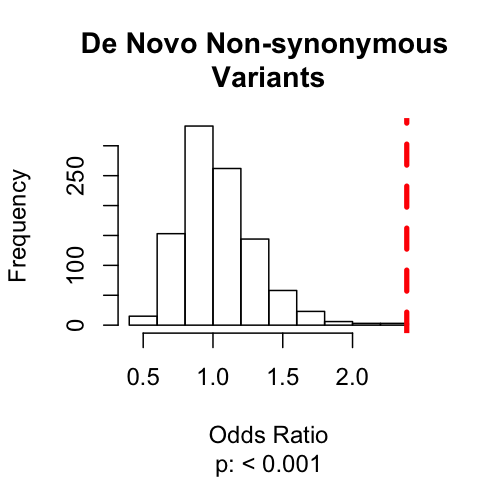 De Novo Non-synonymous
Variants
Frequency
250
100
0
0.5 1.0 1.5 2.0
Odds Ratio
p: < 0.001